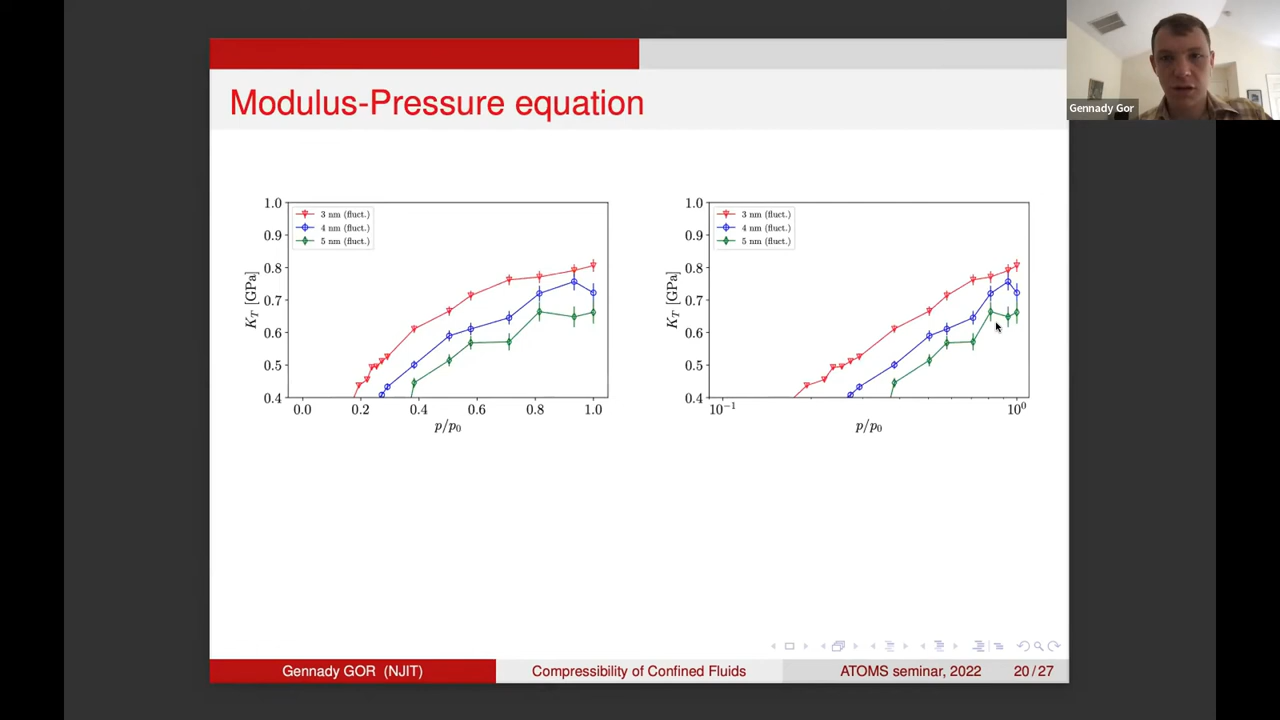 Gennady Gor
Modulus-Pressure equation
1.0
0.9
0.8
0.7
0.6
0.5
0.4
K_T [GPa]
3 nm (fluct.)
4 nm (fluct.)
5 nm (fluct.)
0.0 0.2 0.4 0.6 0.8 1.0
p/p_0
1.0
0.9
0.8
0.7
0.6
0.5
0.4
K_T [GPa]
3 nm (fluct.)
4 nm (fluct.)
5 nm (fluct.)
10^{-1} 10^0
p/p_0
Gennady GOR (NJIT) Compressibility of Confined Fluids ATOMS seminar, 2022 20 / 27